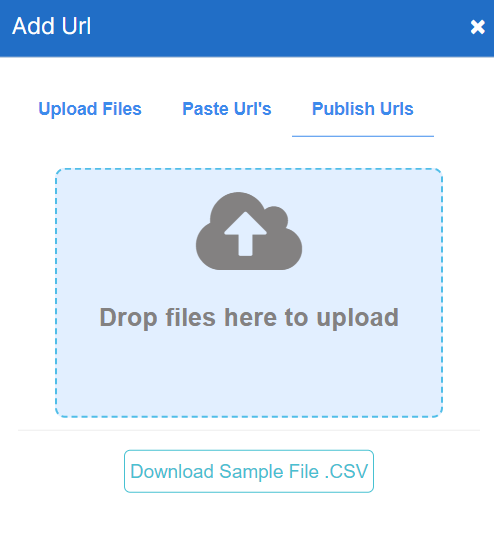 Add Url
Upload Files Paste Url's Publish Urls
Drop files here to upload
Download Sample File .CSV